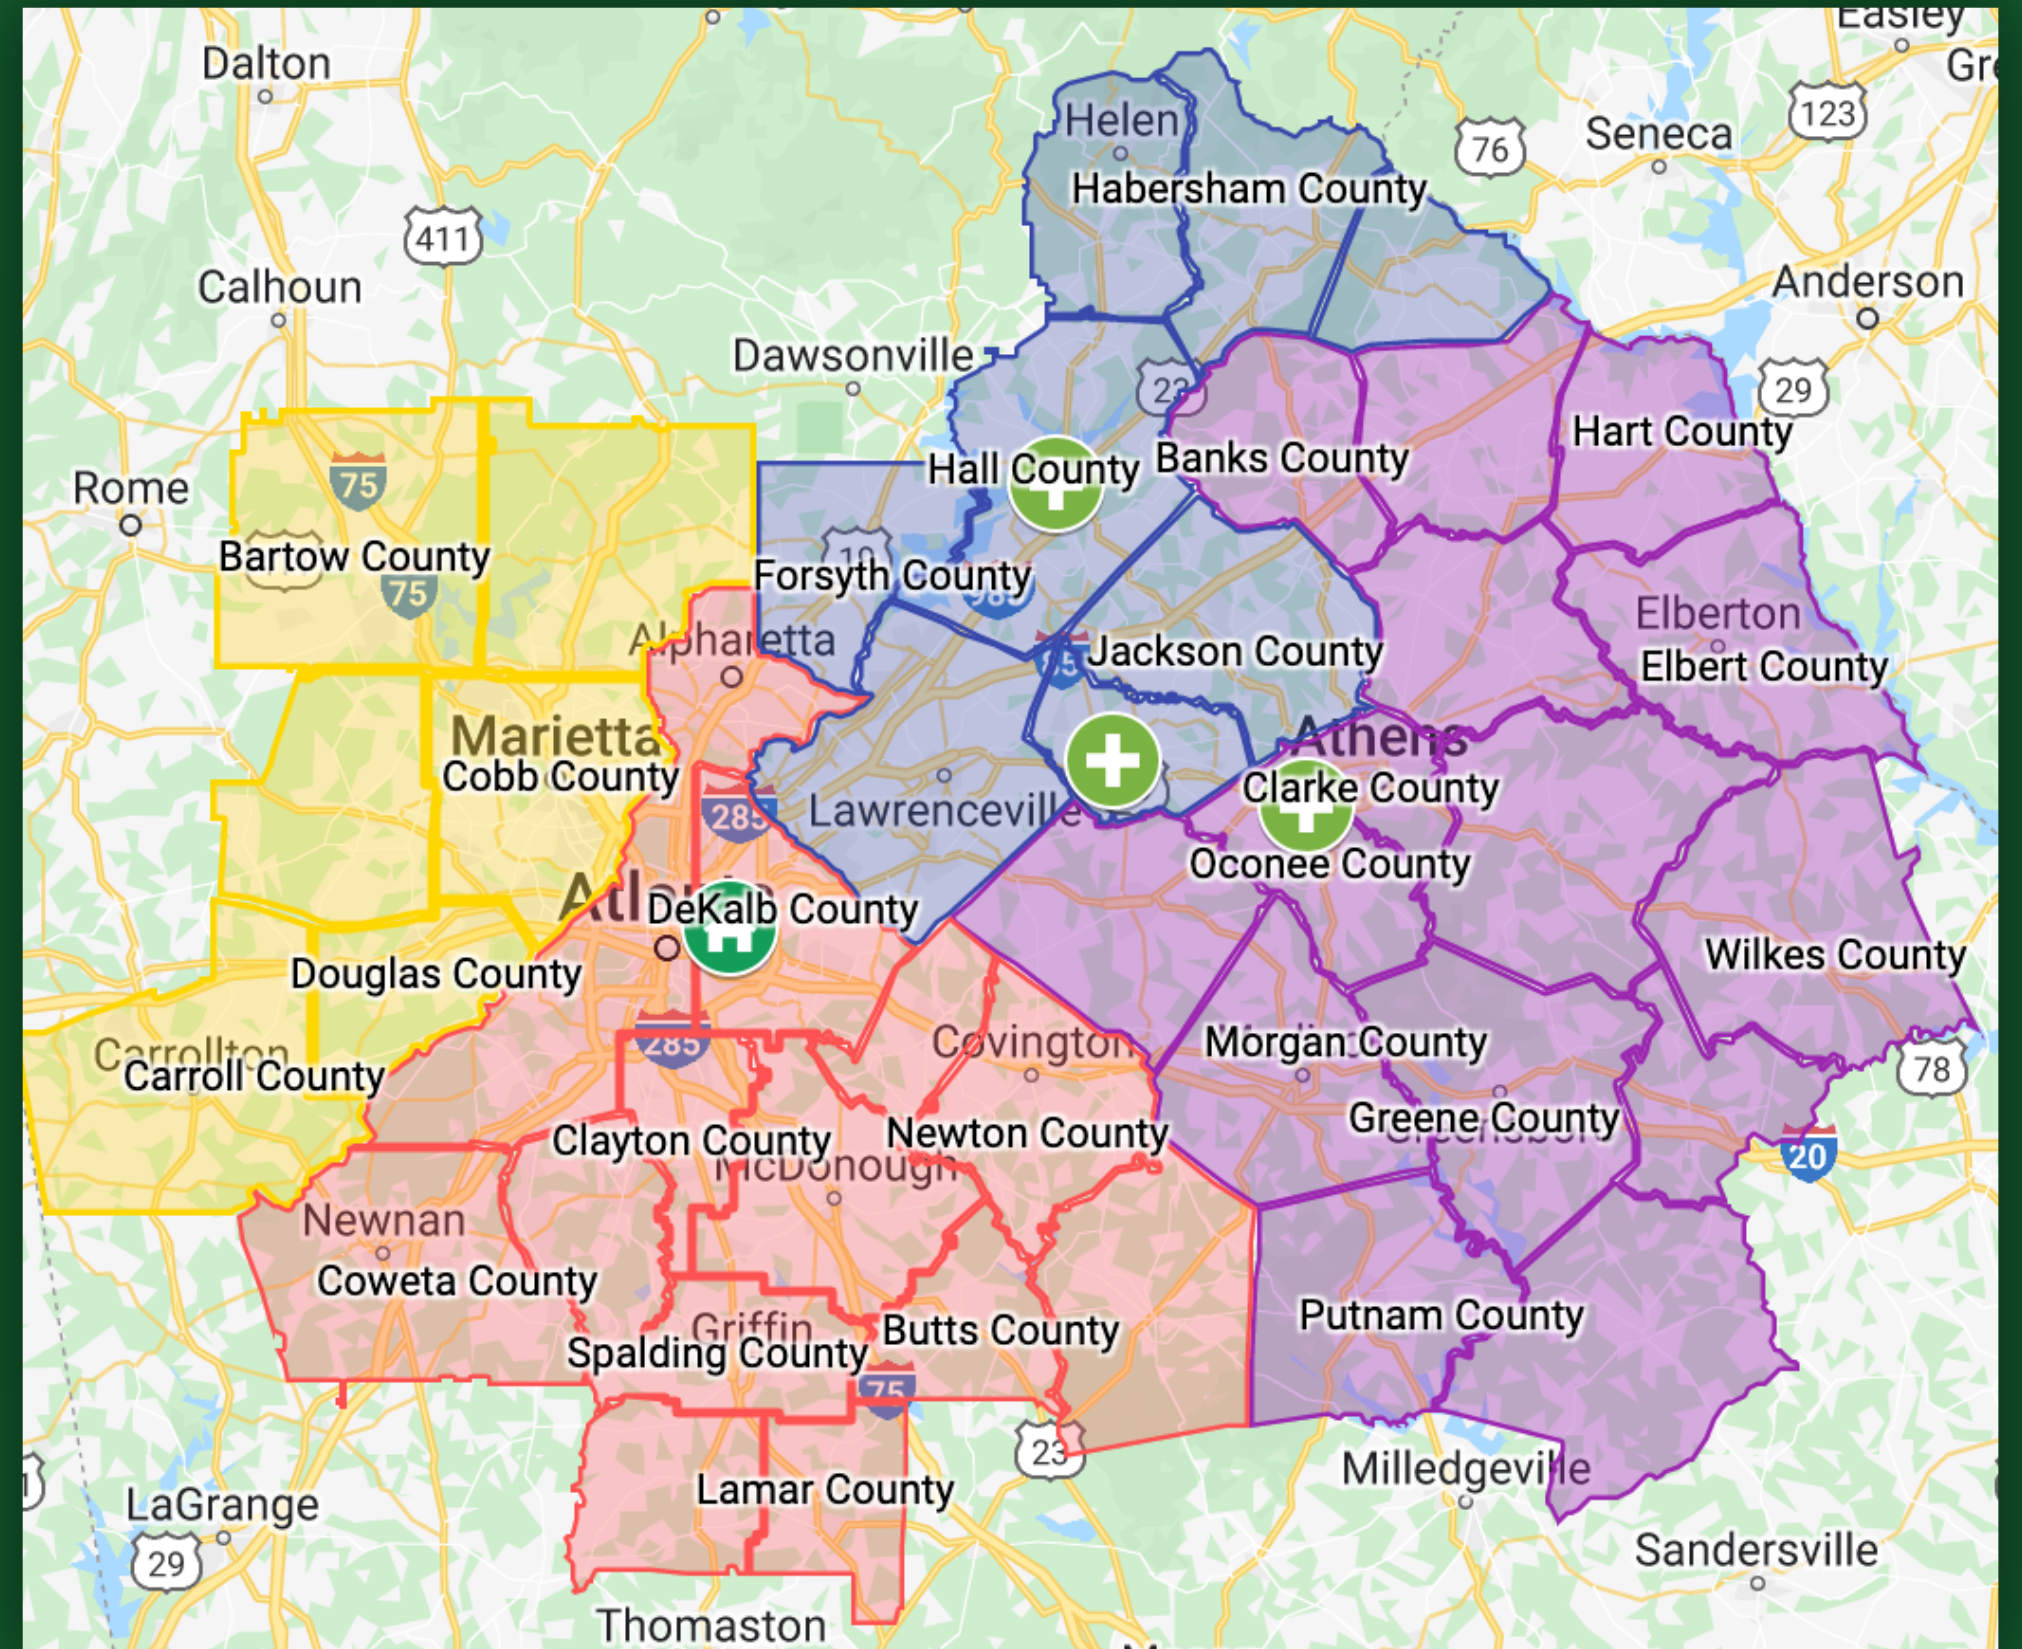 Easley
Dalton
Helen
123
Seneca
76
Habersham County
411
Calhoun
Anderson
Dawsonville
23
29
Hart County
Banks County
Hall County
75
Rome
Bartow County
19
Forsyth County
985
75
Elberton
Alpharetta
85
Jackson County
Elbert County
Marietta
Athens
Cobb County
Clarke County
285
Lawrenceville
Oconee County
DeKalb County
Wilkes County
Douglas County
285
Covington
Morgan County
Carrollton
Carroll County
78
Greene County
Newton County
Clayton County
McDonough
20
Newnan
Coweta County
Putnam County
Griffin
Butts County
Spalding County
75
23
Milledgeville
Lamar County
LaGrange
29
Sandersville
Thomaston